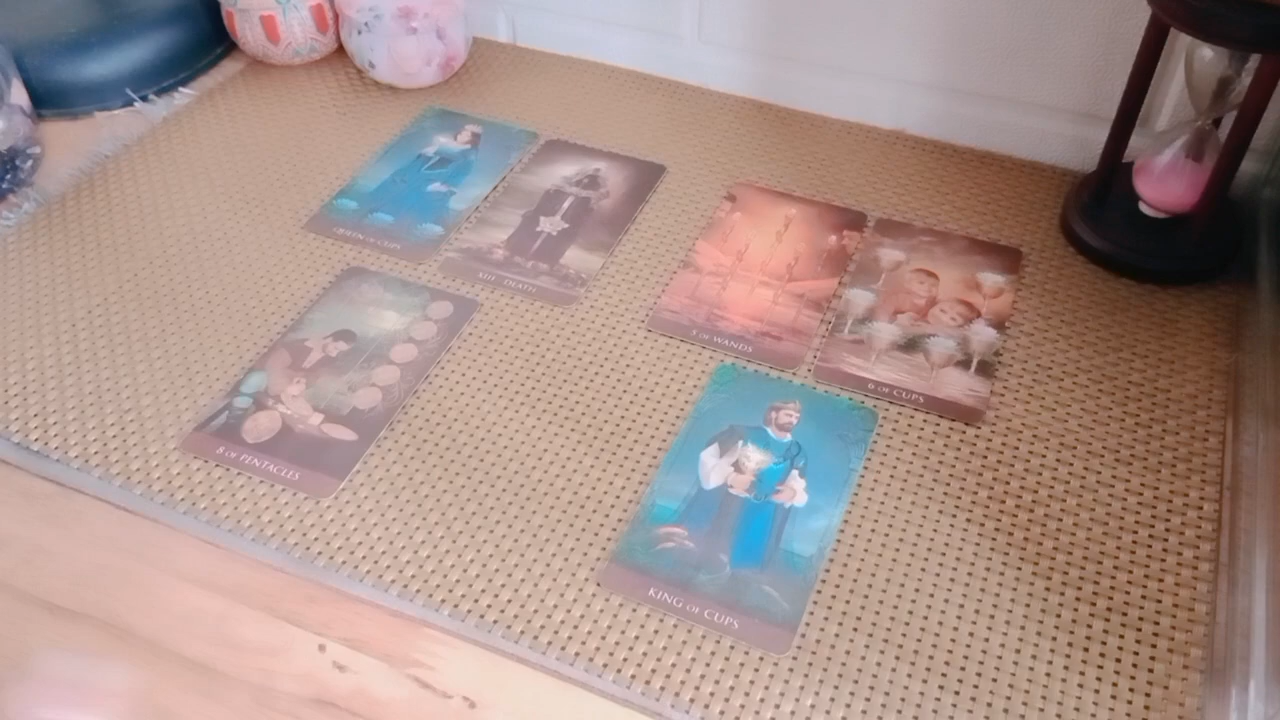 QUEEN OF CUPS
XIII DEATH
5 OF WANDS
6 OF CUPS
8 OF PENTACLES
KING OF CUPS